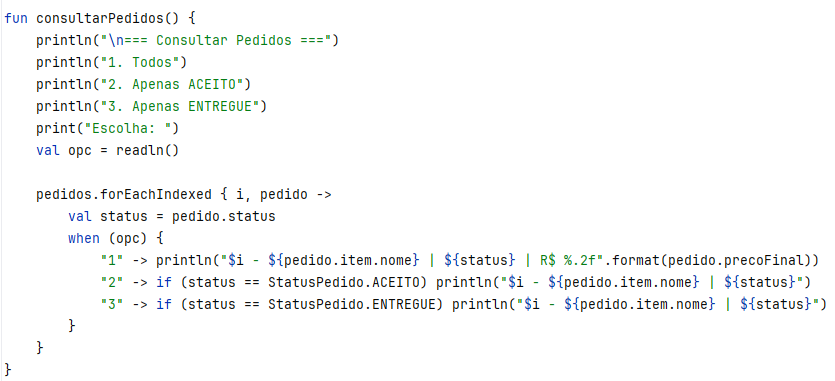 fun consultarPedidos() {
    println("\n=== Consultar Pedidos ===")
    println("1. Todos")
    println("2. Apenas ACEITO")
    println("3. Apenas ENTREGUE")
    print("Escolha: ")
    val opc = readln()

    pedidos.forEachIndexed { i, pedido ->
        val status = pedido.status
        when (opc) {
            "1" -> println("$i - ${pedido.item.nome} | ${status} | R$ %.2f".format(pedido.precoFinal))
            "2" -> if (status == StatusPedido.ACEITO) println("$i - ${pedido.item.nome} | ${status}")
            "3" -> if (status == StatusPedido.ENTREGUE) println("$i - ${pedido.item.nome} | ${status}")
        }
    }
}